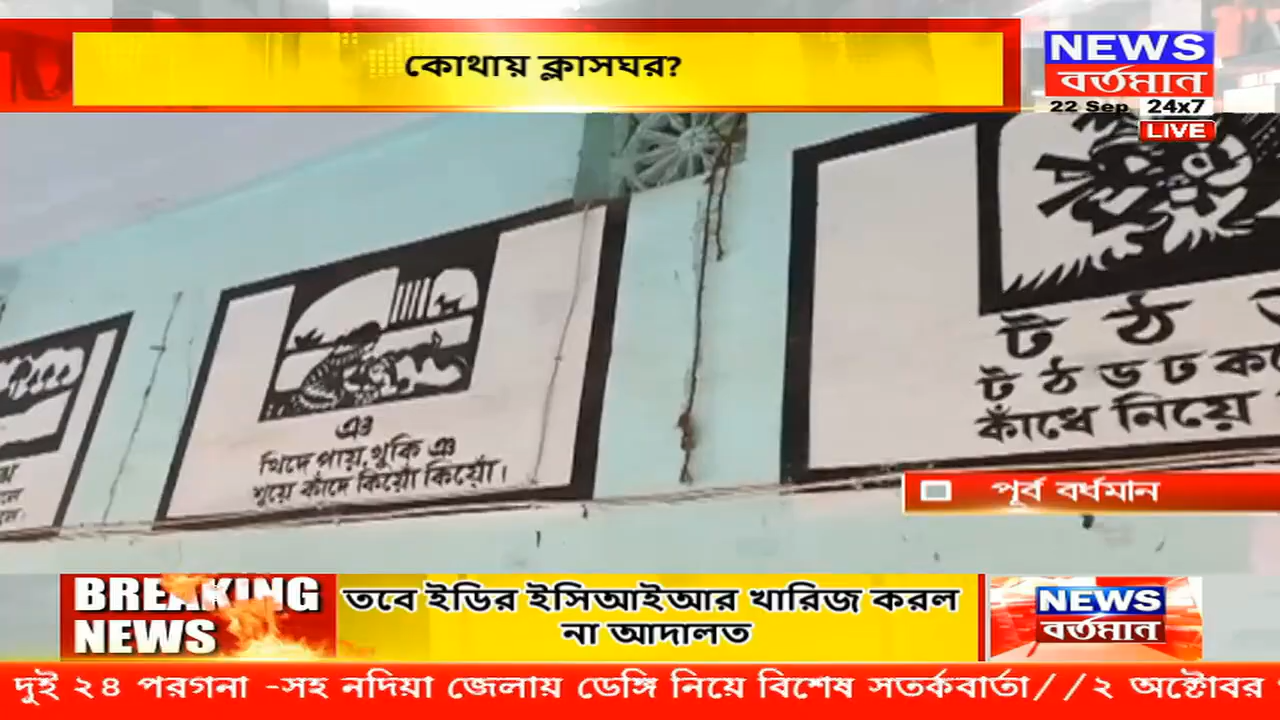 কোথায় ক্লাসঘর?
NEWS
বর্তমান
22 Sep 24x7
LIVE
ঞ
খিদে পায়, খুকি ঞ
শুয়ে কাঁদে কিয়োঁ কিয়োঁ।
ট ঠ
ট ঠ ড ঢ
কাঁধে নিয়ে
পূর্ব বর্ধমান
BREAKING
NEWS
তবে ইডির ইসিআইআর খারিজ করল
না আদালত
NEWS
বর্তমান
দুই ২৪ পরগনা -সহ নদিয়া জেলায় ডেঙ্গি নিয়ে বিশেষ সতর্কবার্তা//২ অক্টোবর